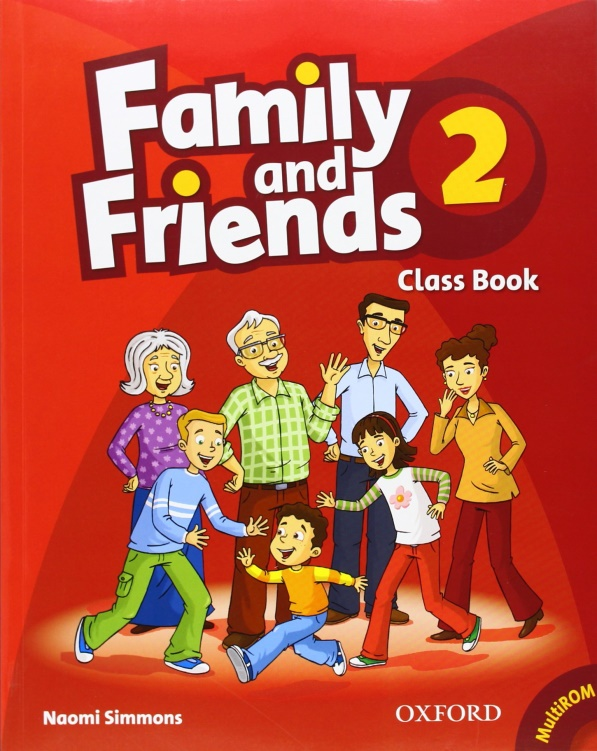 Family
and
Friends
2
Class Book
Naomi Simmons
OXFORD
MultiROM